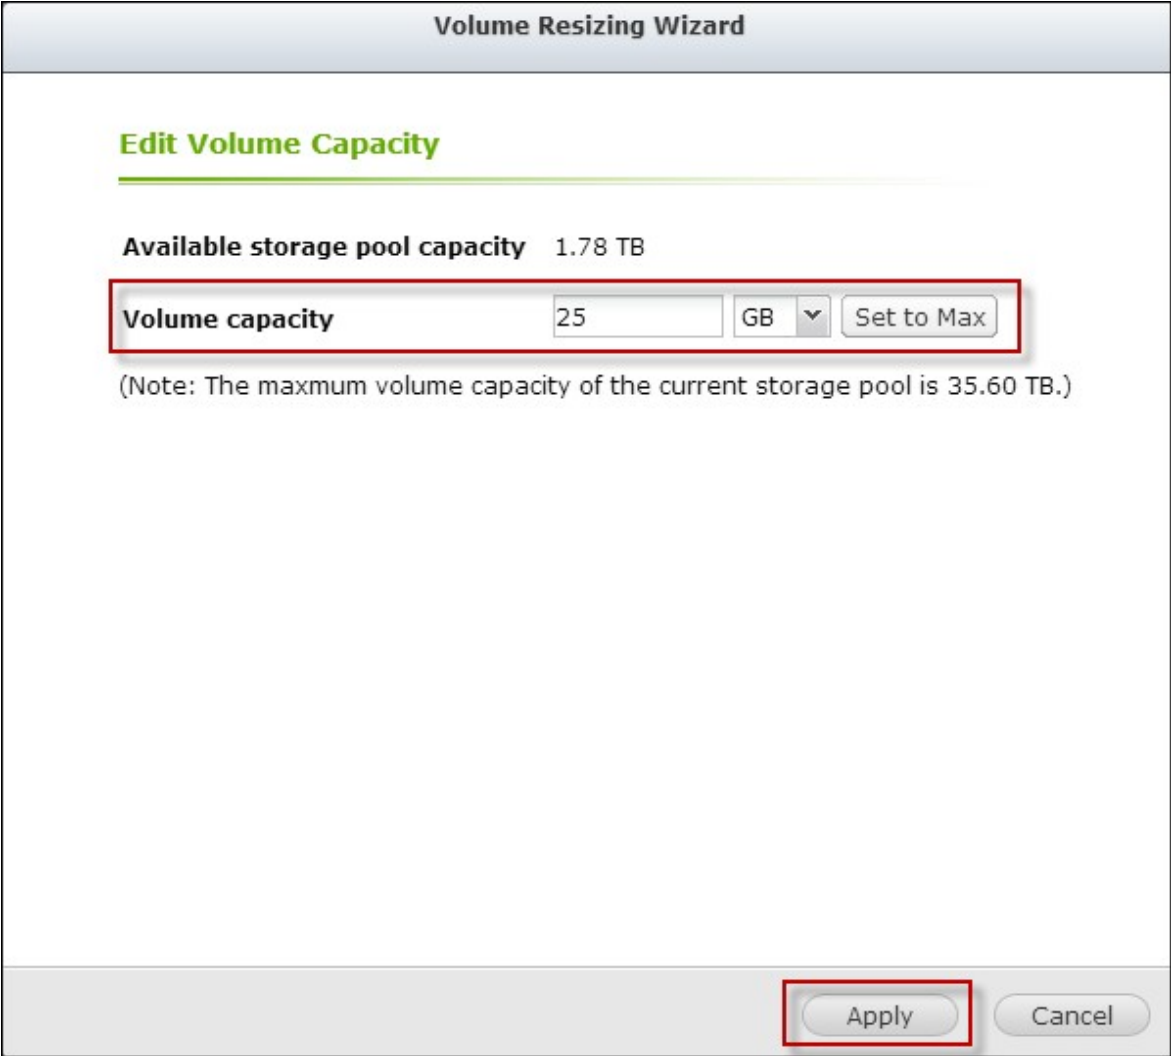 Volume Resizing Wizard
Edit Volume Capacity
Available storage pool capacity 1.78 TB
Volume capacity 25 GB Set to Max
(Note: The maxmum volume capacity of the current storage pool is 35.60 TB.)
Apply Cancel